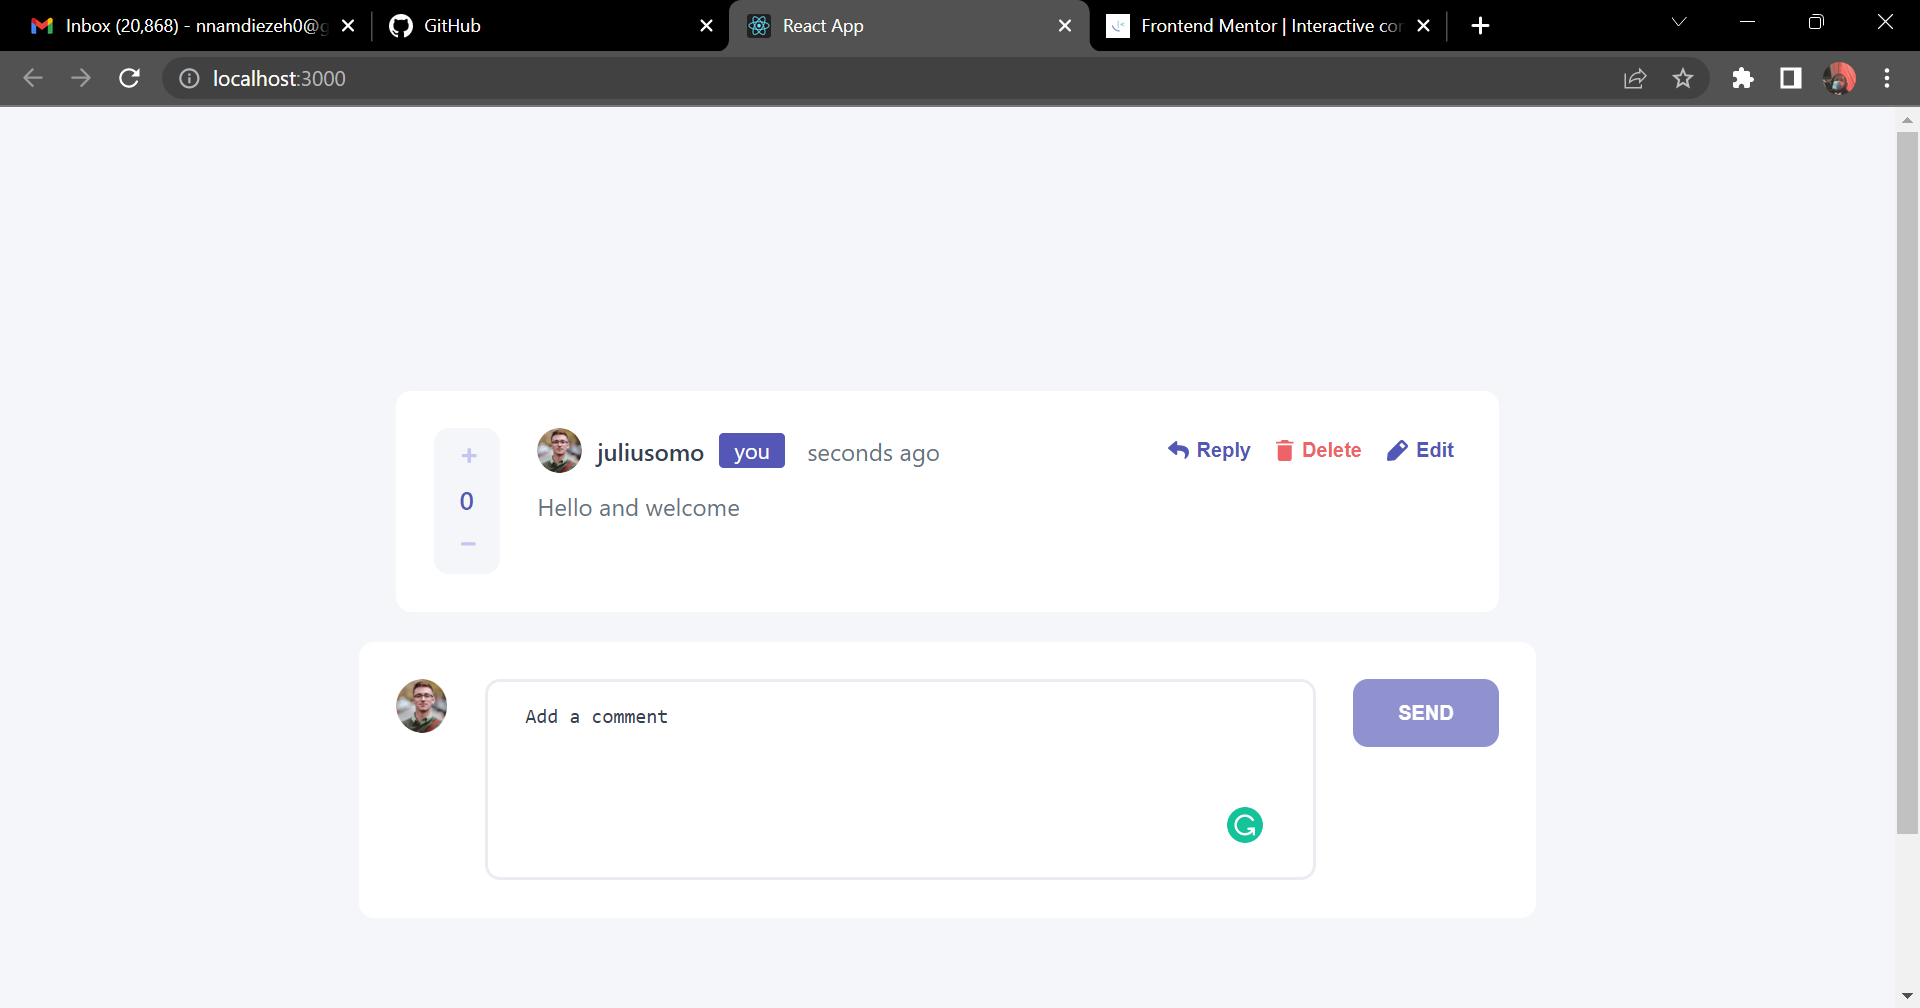 Inbox (20,868) - nnamdiezeh0@g
GitHub
React App
Frontend Mentor | Interactive cor
localhost:3000
+
0
−
juliusomo you seconds ago
Reply Delete Edit
Hello and welcome
Add a comment
SEND